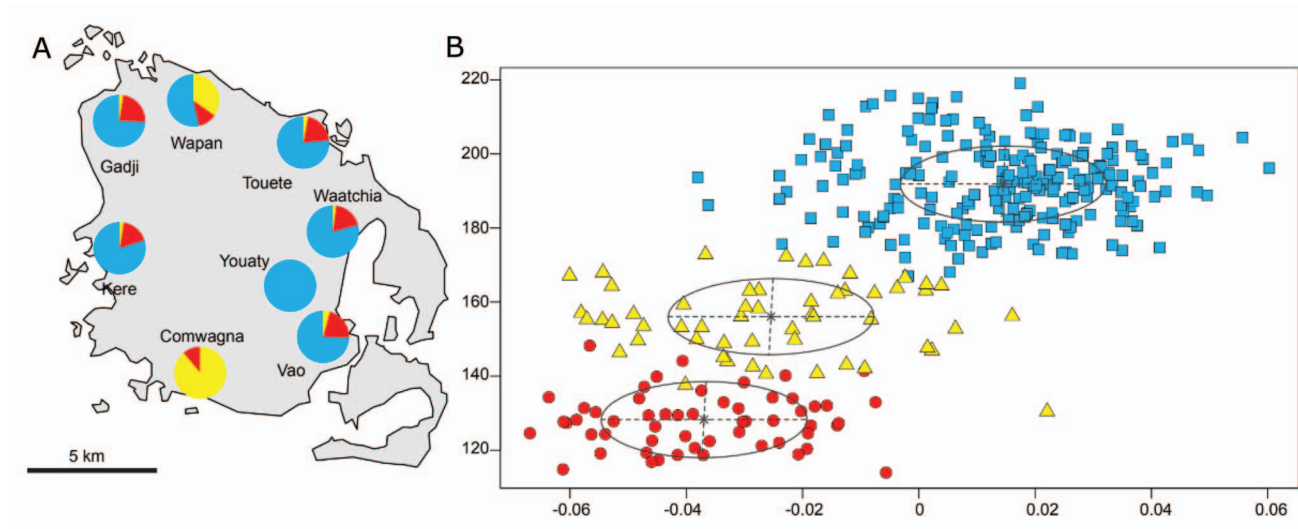 A
Gadji
Wapan
Touete
Waatchia
Kere
Youaty
Comwagna
Vao
5 km
B
220
200
180
160
140
120
-0.06
-0.04
-0.02
0
0.02
0.04
0.06